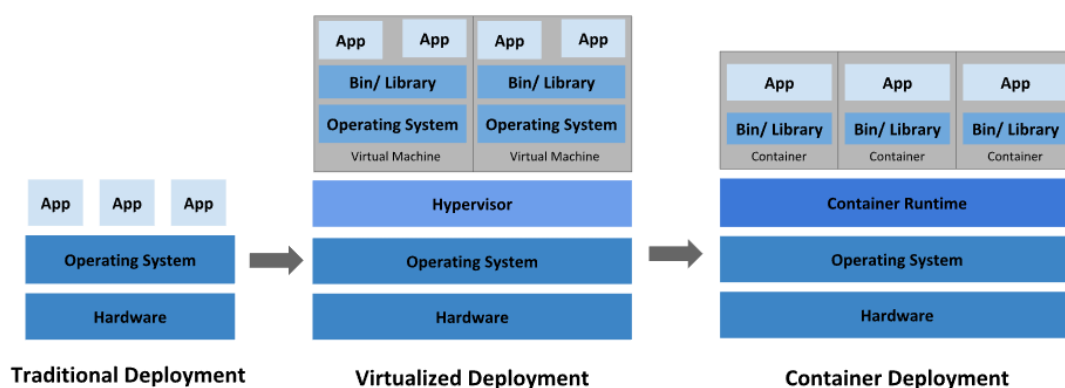 App App App
Operating System
Hardware
Traditional Deployment
App App App App
Bin/ Library Bin/ Library
Operating System Operating System
Virtual Machine Virtual Machine
Hypervisor
Operating System
Hardware
Virtualized Deployment
App App App
Bin/ Library Bin/ Library Bin/ Library
Container Container Container
Container Runtime
Operating System
Hardware
Container Deployment